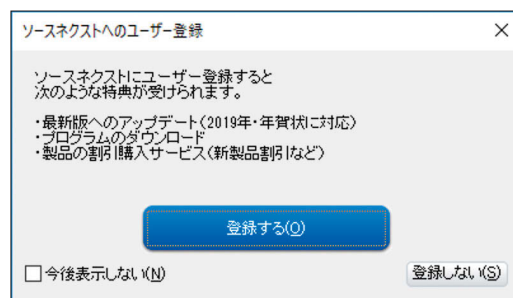 ソースネクストへのユーザー登録
ソースネクストにユーザー登録すると
次のような特典が受けられます。
・最新版へのアップデート(2019年・年賀状に対応)
・プログラムのダウンロード
・製品の割引購入サービス(新製品割引など)
登録する(O)
今後表示しない(N)
登録しない(S)